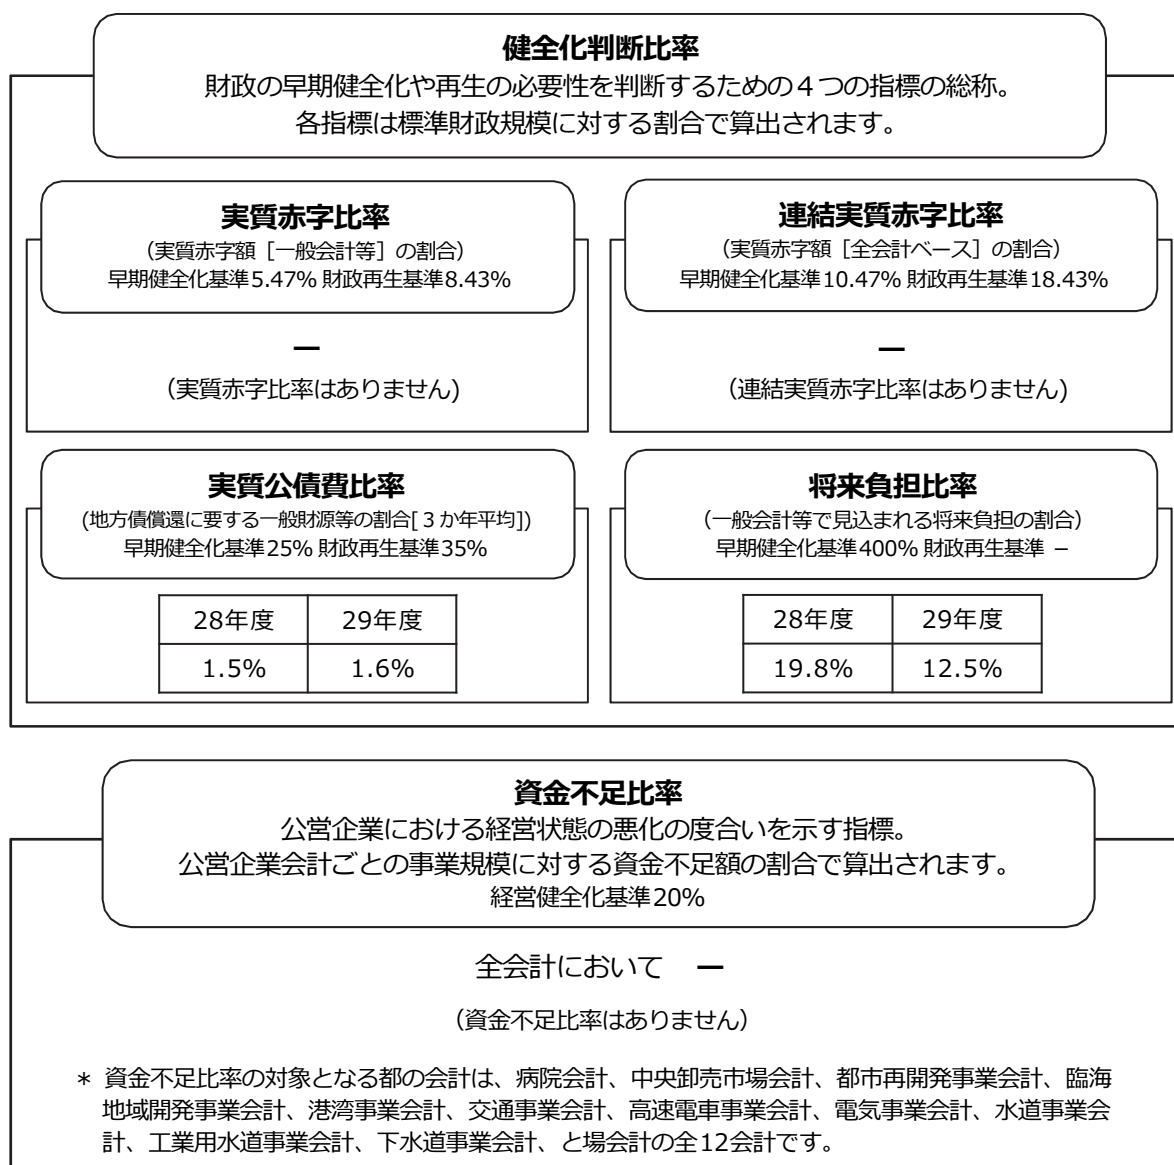 健全化判断比率
財政の早期健全化や再生の必要性を判断するための４つの指標の総称。
各指標は標準財政規模に対する割合で算出されます。
実質赤字比率
（実質赤字額［一般会計等］の割合）
早期健全化基準5.47% 財政再生基準8.43%
－
（実質赤字比率はありません)
連結実質赤字比率
（実質赤字額［全会計ベース］の割合）
早期健全化基準10.47% 財政再生基準18.43%
－
（連結実質赤字比率はありません)
実質公債費比率
(地方債償還に要する一般財源等の割合[３か年平均])
早期健全化基準25% 財政再生基準35%
28年度 29年度
1.5% 1.6%
将来負担比率
（一般会計等で見込まれる将来負担の割合）
早期健全化基準400% 財政再生基準 －
28年度 29年度
19.8% 12.5%
資金不足比率
公営企業における経営状態の悪化の度合いを示す指標。
公営企業会計ごとの事業規模に対する資金不足額の割合で算出されます。
経営健全化基準20%
全会計において －
（資金不足比率はありません）
＊ 資金不足比率の対象となる都の会計は、病院会計、中央卸売市場会計、都市再開発事業会計、臨海
地域開発事業会計、港湾事業会計、交通事業会計、高速電車事業会計、電気事業会計、水道事業会
計、工業用水道事業会計、下水道事業会計、と場会計の全12会計です。